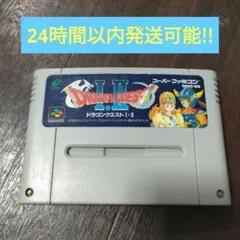 24時間以内発送可能!!
スーパーファミコン
DRAGON QUEST
I・II
ドラゴンクエストI・II